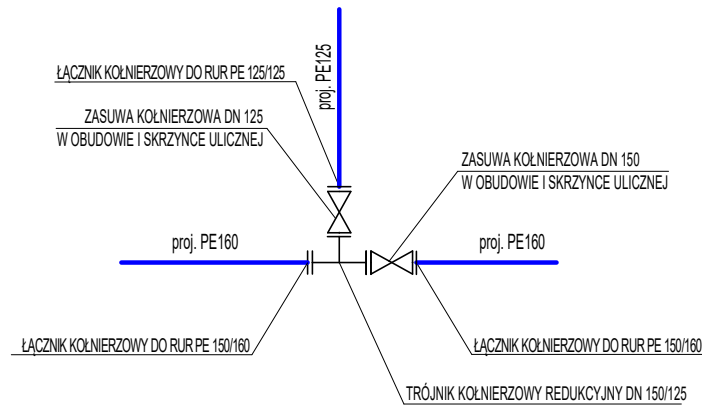 ŁĄCZNIK KOŁNIERZOWY DO RUR PE 125/125
proj. PE125
ZASUWA KOŁNIERZOWA DN 125
W OBUDOWIE I SKRZYNCE ULICZNEJ
ZASUWA KOŁNIERZOWA DN 150
W OBUDOWIE I SKRZYNCE ULICZNEJ
proj. PE160
proj. PE160
ŁĄCZNIK KOŁNIERZOWY DO RUR PE 150/160
ŁĄCZNIK KOŁNIERZOWY DO RUR PE 150/160
TRÓJNIK KOŁNIERZOWY REDUKCYJNY DN 150/125